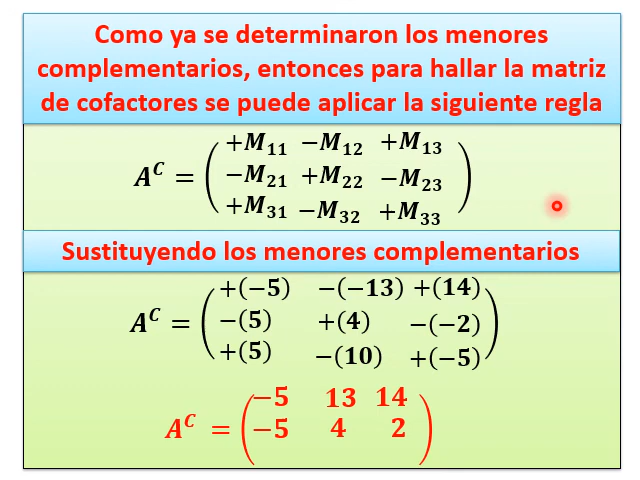 Como ya se determinaron los menores
complementarios, entonces para hallar la matriz
de cofactores se puede aplicar la siguiente regla
+M₁₁ −M₁₂ +M₁₃
A^C = ( −M₂₁ +M₂₂ −M₂₃ )
+M₃₁ −M₃₂ +M₃₃
Sustituyendo los menores complementarios
+(−5) −(−13) +(14)
A^C = ( −(5) +(4) −(−2) )
+(5) −(10) +(−5)
−5 13 14
A^C = ( −5 4 2 )